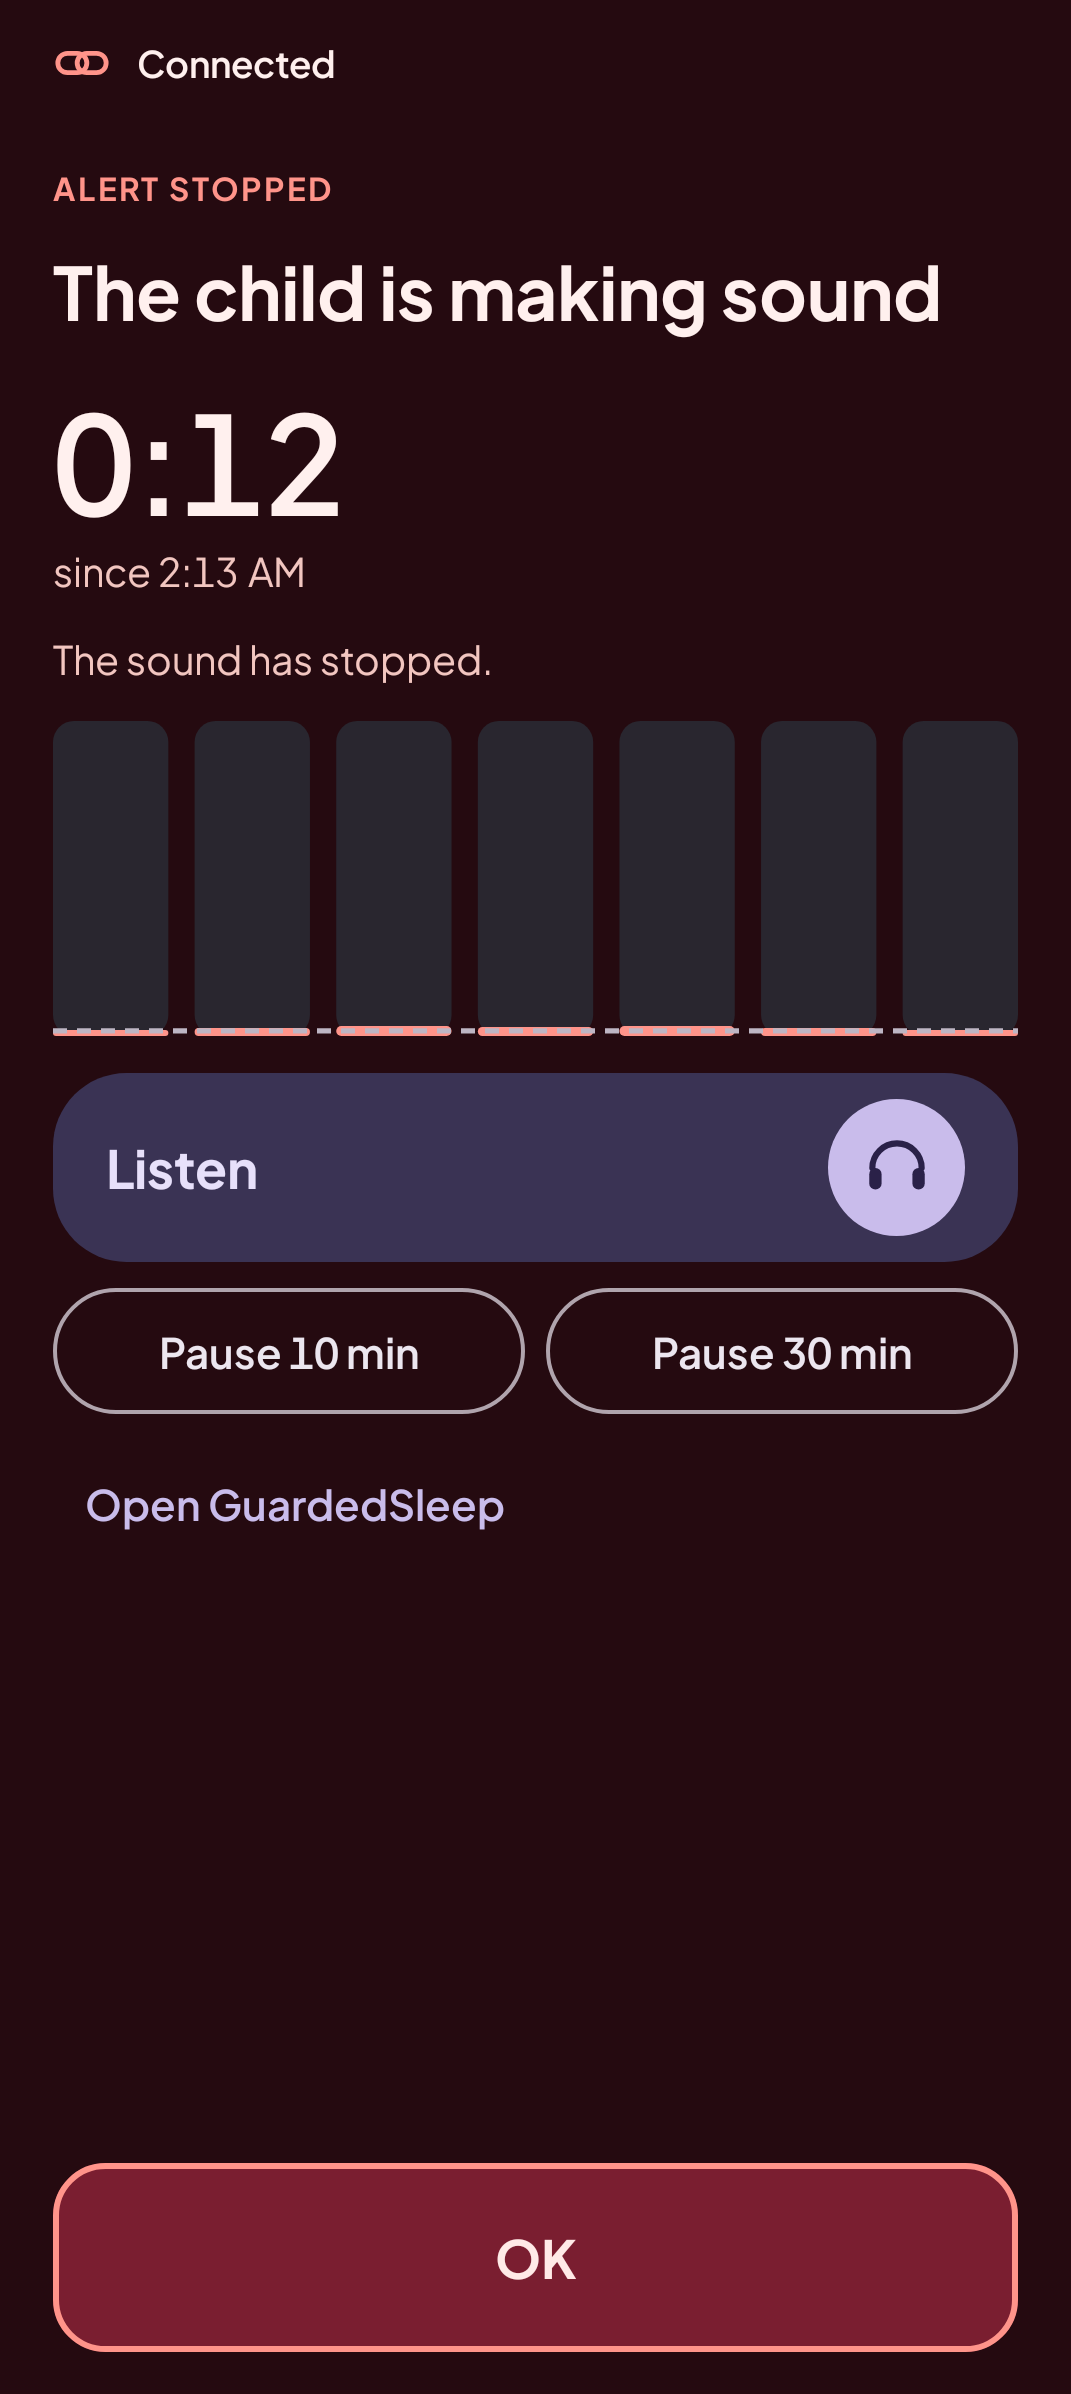 Connected
ALERT STOPPED
The child is making sound
0:12
since 2:13 AM
The sound has stopped.
Listen
Pause 10 min
Pause 30 min
Open GuardedSleep
OK